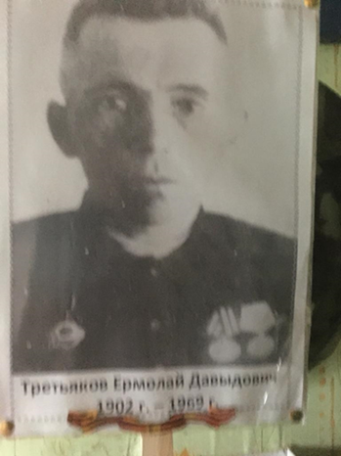 Третьяков Ермолай Давыдович
1902 г. – 1969 г.